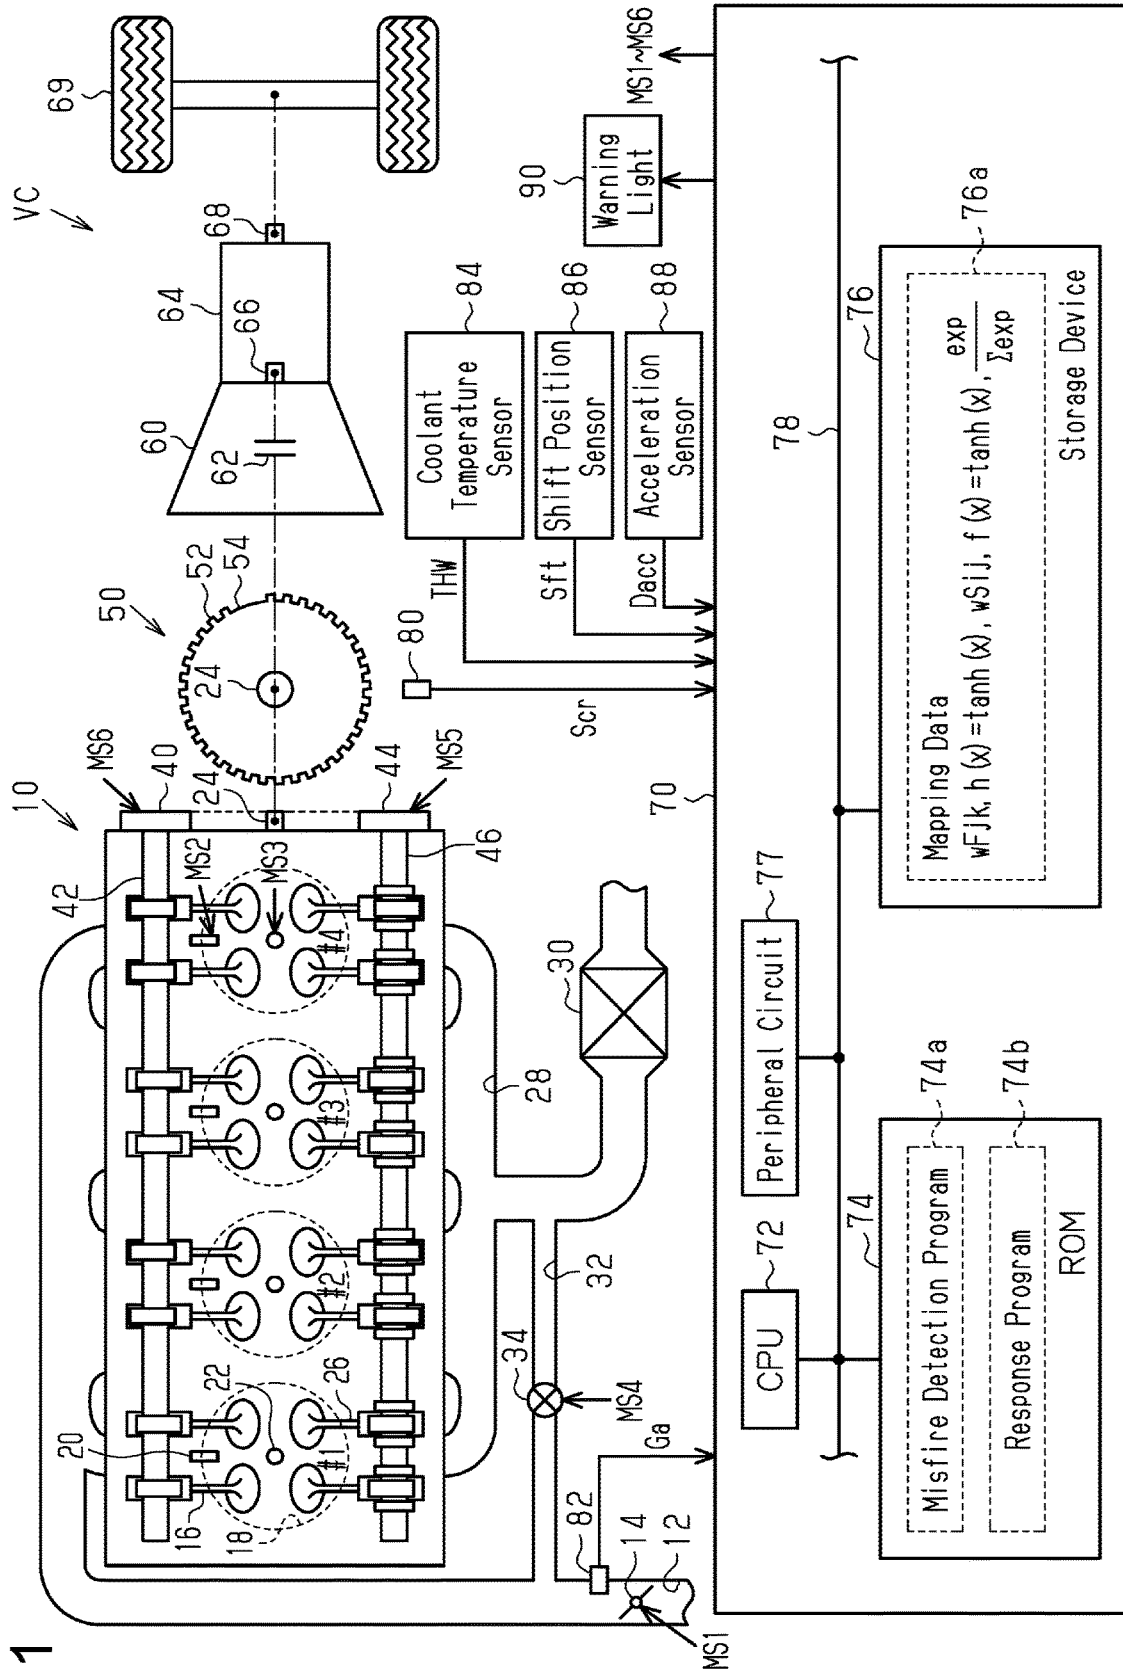 1
VC
10
MS6
40
42
MS2
24
MS3
44
MS5
46
50
52
54
24
60
62
64
66
68
69
16
18
20
22
26
#1
#2
#3
#4
28
30
32
34
MS4
82
Ga
14
12
MS1
80
Scr
THW
Sft
Dacc
Coolant
Temperature
Sensor
84
Shift Position
Sensor
86
Acceleration
Sensor
88
90
Warning
Light
MS1~MS6
70
72
CPU
77
Peripheral Circuit
78
74
Misfire Detection Program
74a
Response Program
74b
ROM
76
76a
Mapping Data
wFjk, h(x)=tanh(x), wSij, f(x)=tanh(x), exp
Σexp
Storage Device